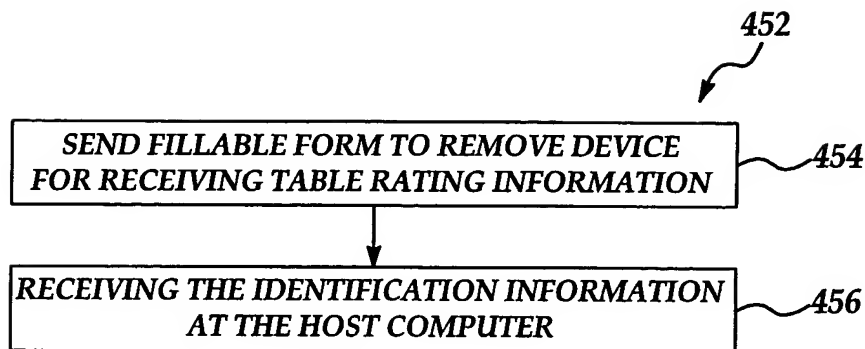 452
SEND FILLABLE FORM TO REMOVE DEVICE
FOR RECEIVING TABLE RATING INFORMATION
454
RECEIVING THE IDENTIFICATION INFORMATION
AT THE HOST COMPUTER
456